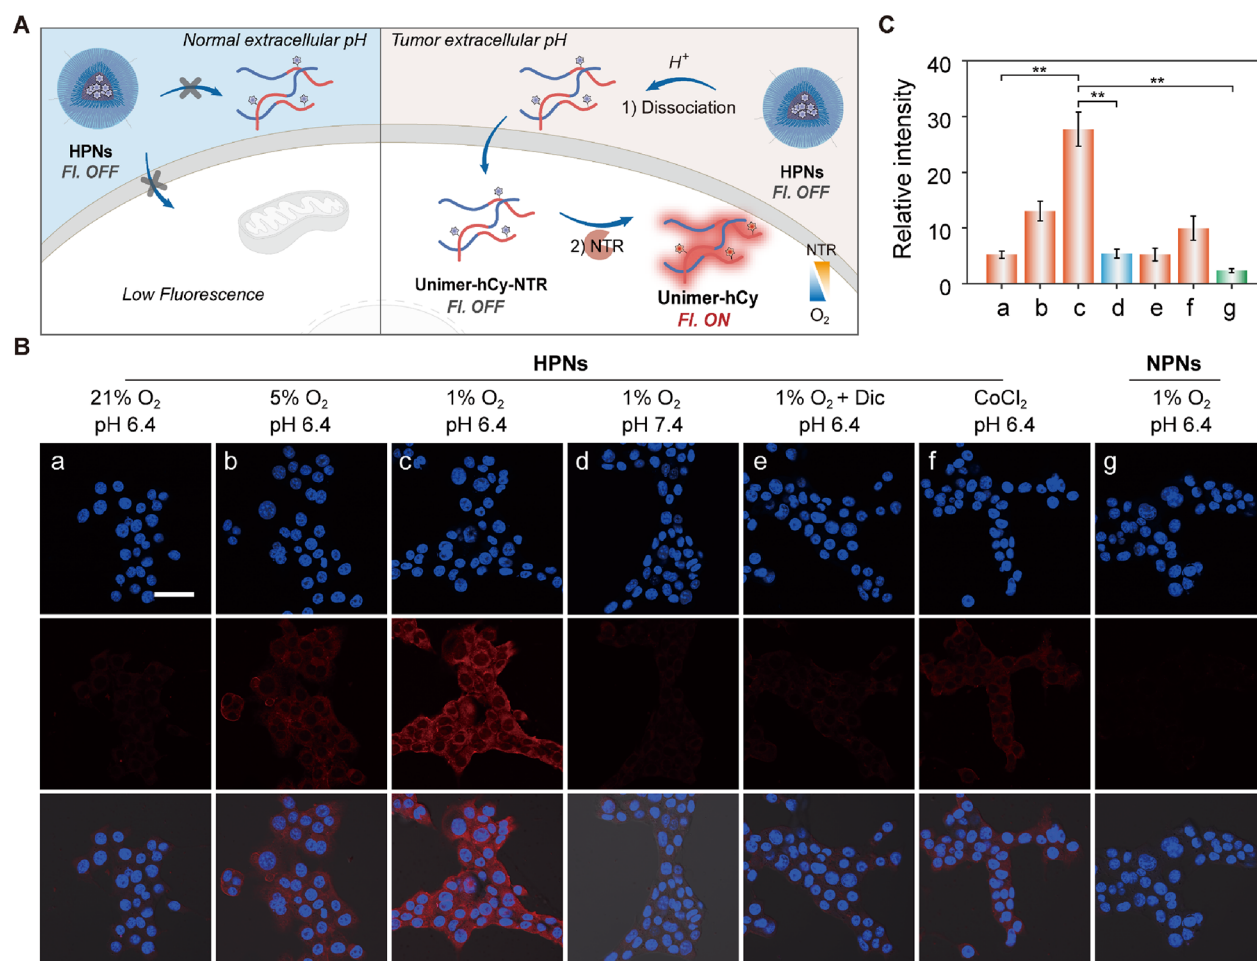 A
Normal extracellular pH
Tumor extracellular pH
H+
1) Dissociation
HPNs
Fl. OFF
HPNs
Fl. OFF
2) NTR
Unimer-hCy-NTR
Fl. OFF
Unimer-hCy
Fl. ON
Low Fluorescence
NTR
O2
C
Relative intensity
40
30
20
10
0
** ** **
a b c d e f g
B
HPNs NPNs
21% O2 5% O2 1% O2 1% O2 1% O2 + Dic CoCl2 1% O2
pH 6.4 pH 6.4 pH 6.4 pH 7.4 pH 6.4 pH 6.4 pH 6.4
a b c d e f g